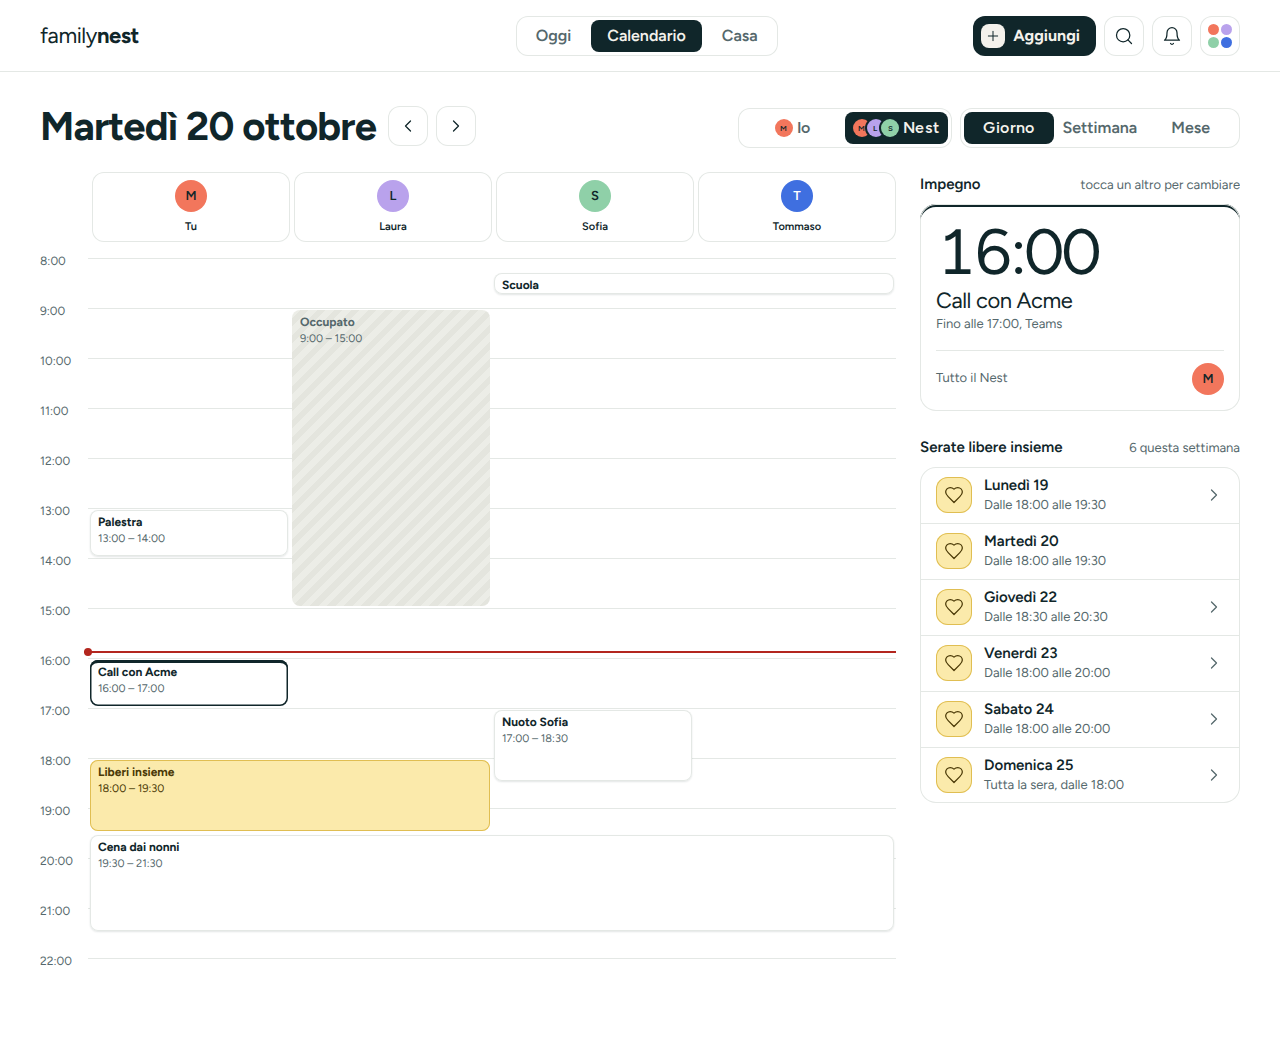 familynest
Oggi
Calendario
Casa
Aggiungi
Martedì 20 ottobre
M Io
M L S Nest
Giorno
Settimana
Mese
M
Tu
L
Laura
S
Sofia
T
Tommaso
8:00
9:00
10:00
11:00
12:00
13:00
14:00
15:00
16:00
17:00
18:00
19:00
20:00
21:00
22:00
Scuola
Occupato
9:00 – 15:00
Palestra
13:00 – 14:00
Call con Acme
16:00 – 17:00
Nuoto Sofia
17:00 – 18:30
Liberi insieme
18:00 – 19:30
Cena dai nonni
19:30 – 21:30
Impegno
tocca un altro per cambiare
16:00
Call con Acme
Fino alle 17:00, Teams
Tutto il Nest
M
Serate libere insieme
6 questa settimana
Lunedì 19
Dalle 18:00 alle 19:30
Martedì 20
Dalle 18:00 alle 19:30
Giovedì 22
Dalle 18:30 alle 20:30
Venerdì 23
Dalle 18:00 alle 20:00
Sabato 24
Dalle 18:00 alle 20:00
Domenica 25
Tutta la sera, dalle 18:00